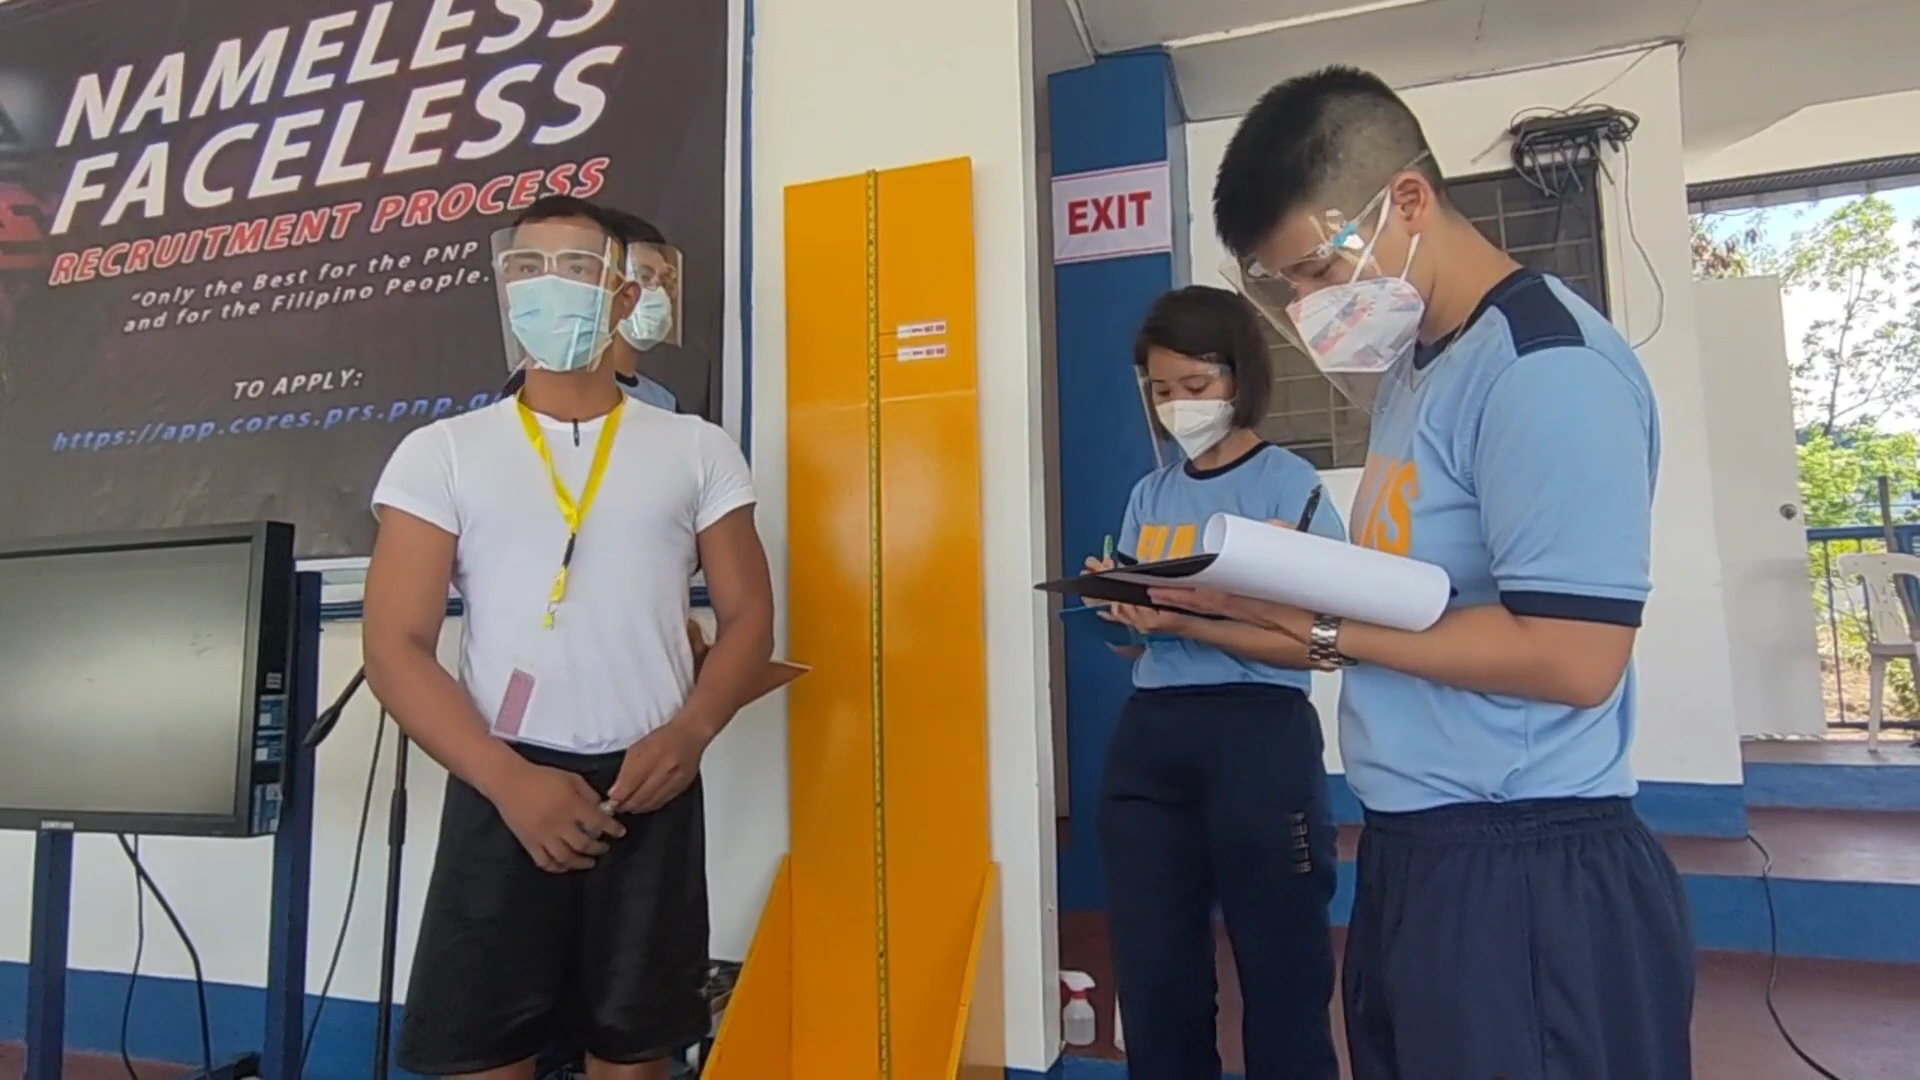 NAMELESS
FACELESS
RECRUITMENT PROCESS
"Only the Best for the PNP
and for the Filipino People.
TO APPLY:
https://app.cores.prs.pnp.g
EXIT
SAMSUNG